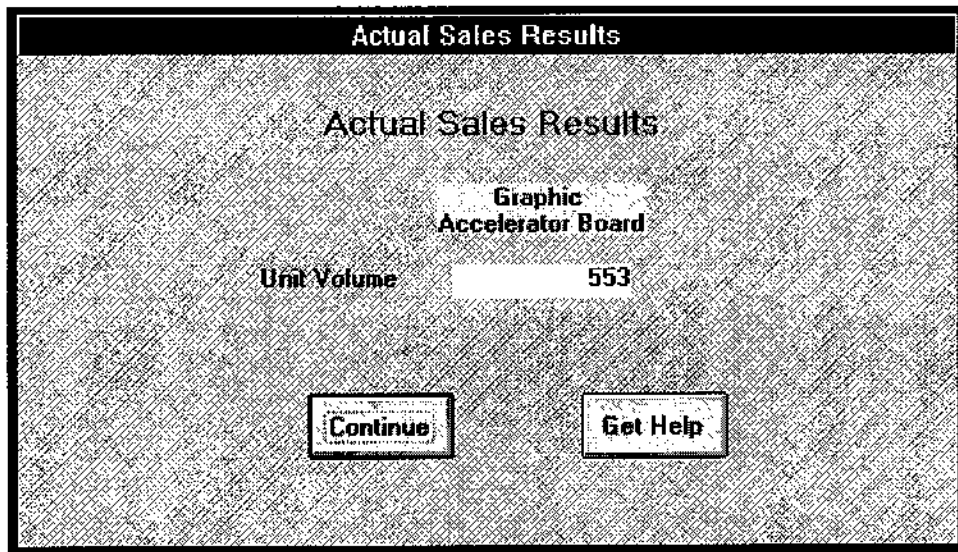 Actual Sales Results
Actual Sales Results
Graphic
Accelerator Board
Unit Volume 553
Continue Get Help